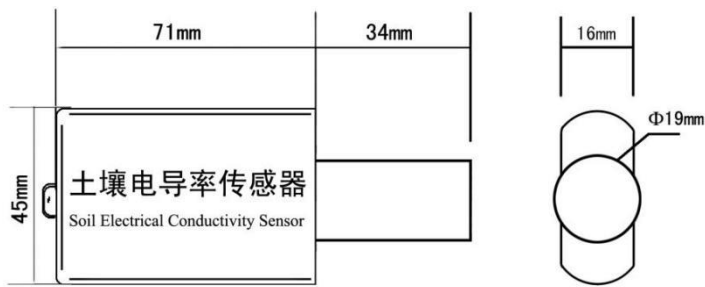 71mm
34mm
16mm
Φ19mm
45mm
土壤电导率传感器
Soil Electrical Conductivity Sensor